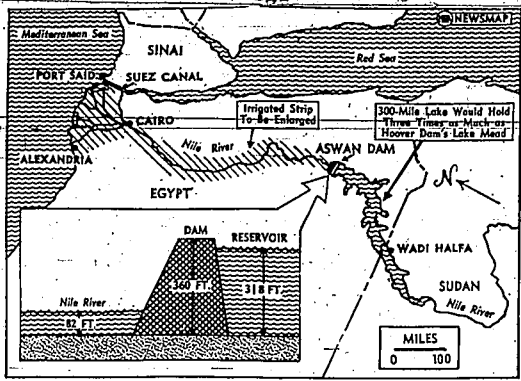 NEWSMAP
Mediterranean Sea
SINAI
Red Sea
PORT SAID
SUEZ CANAL
Irrigated Strip
To Be Enlarged
300-Mile Lake Would Hold
Three Times as Much as
Hoover Dam's Lake Mead
CAIRO
Nile River
ASWAN DAM
ALEXANDRIA
EGYPT
N
DAM
RESERVOIR
WADI HALFA
360 FT.
318 FT.
SUDAN
Nile River
Nile River
82 FT.
MILES
0 100